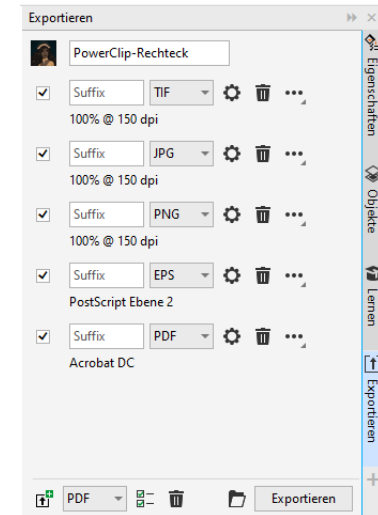 Exportieren
PowerClip-Rechteck
Suffix TIF
100% @ 150 dpi
Suffix JPG
100% @ 150 dpi
Suffix PNG
100% @ 150 dpi
Suffix EPS
PostScript Ebene 2
Suffix PDF
Acrobat DC
PDF Exportieren
Eigenschaften
Objekte
Lernen
Exportieren